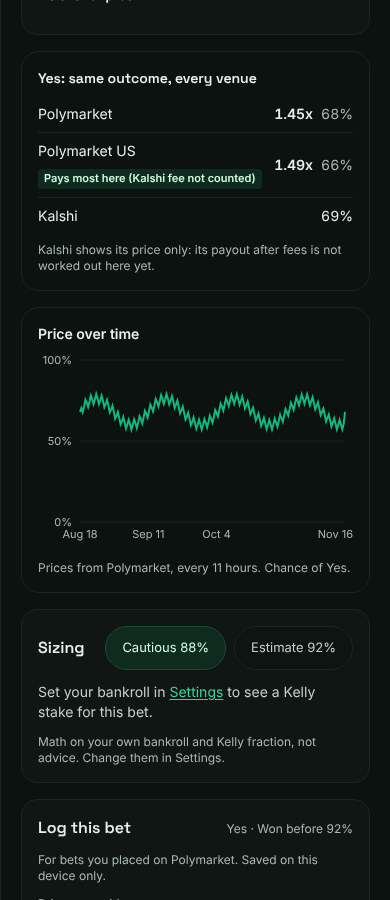 Yes: same outcome, every venue
Polymarket 1.45x 68%
Polymarket US
Pays most here (Kalshi fee not counted)
1.49x 66%
Kalshi 69%
Kalshi shows its price only: its payout after fees is not
worked out here yet.
Price over time
100%
50%
0%
Aug 18 Sep 11 Oct 4 Nov 16
Prices from Polymarket, every 11 hours. Chance of Yes.
Sizing Cautious 88% Estimate 92%
Set your bankroll in Settings to see a Kelly
stake for this bet.
Math on your own bankroll and Kelly fraction, not
advice. Change them in Settings.
Log this bet Yes · Won before 92%
For bets you placed on Polymarket. Saved on this
device only.